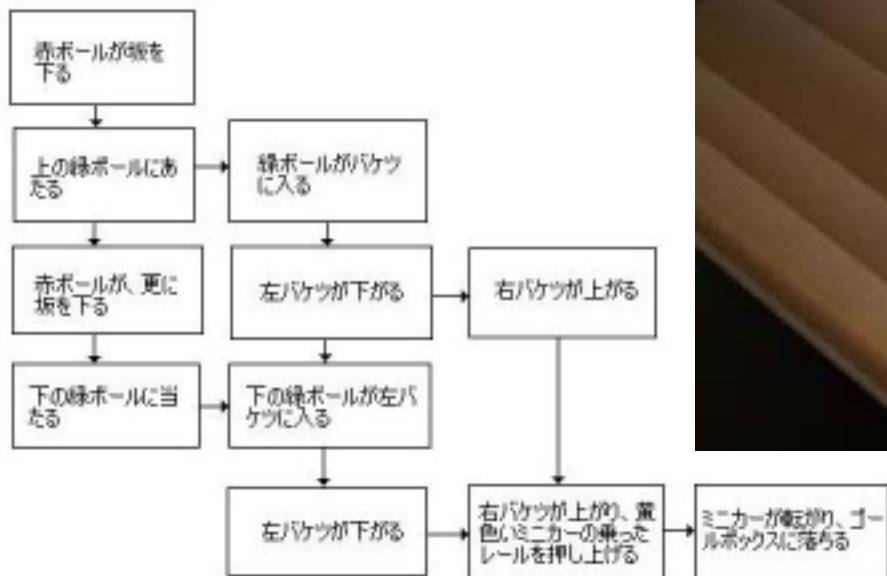 赤ボールが坂を
下る
上の緑ボールにあ
たる
緑ボールがバケツ
に入る
赤ボールが、更に
坂を下る
左バケツが下がる
右バケツが上がる
下の緑ボールに当
たる
下の緑ボールが左バ
ケツに入る
左バケツが下がる
右バケツが上がり、黄
色いミニカーの乗った
レールを押し上げる
ミニカーが転がり、ゴー
ルボックスに落ちる